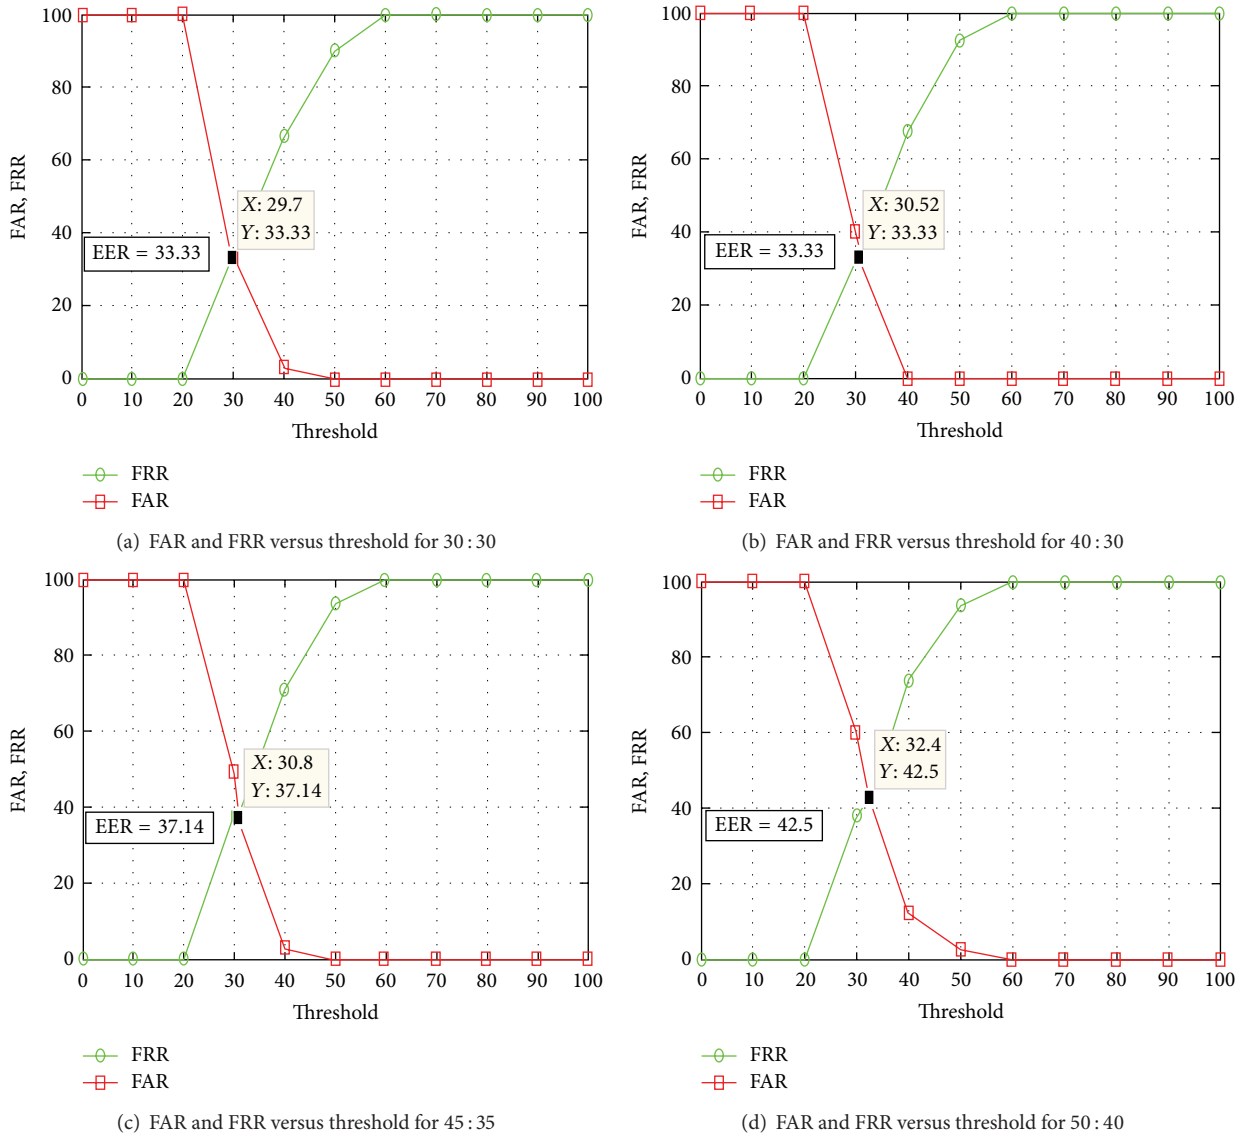 100
80
60
40
20
0
FAR, FRR
X: 29.7
Y: 33.33
EER = 33.33
0 10 20 30 40 50 60 70 80 90 100
Threshold
FRR
FAR
(a) FAR and FRR versus threshold for 30 : 30
100
80
60
40
20
0
FAR, FRR
X: 30.52
Y: 33.33
EER = 33.33
0 10 20 30 40 50 60 70 80 90 100
Threshold
FRR
FAR
(b) FAR and FRR versus threshold for 40 : 30
100
80
60
40
20
0
FAR, FRR
X: 30.8
Y: 37.14
EER = 37.14
0 10 20 30 40 50 60 70 80 90 100
Threshold
FRR
FAR
(c) FAR and FRR versus threshold for 45 : 35
100
80
60
40
20
0
FAR, FRR
X: 32.4
Y: 42.5
EER = 42.5
0 10 20 30 40 50 60 70 80 90 100
Threshold
FRR
FAR
(d) FAR and FRR versus threshold for 50 : 40